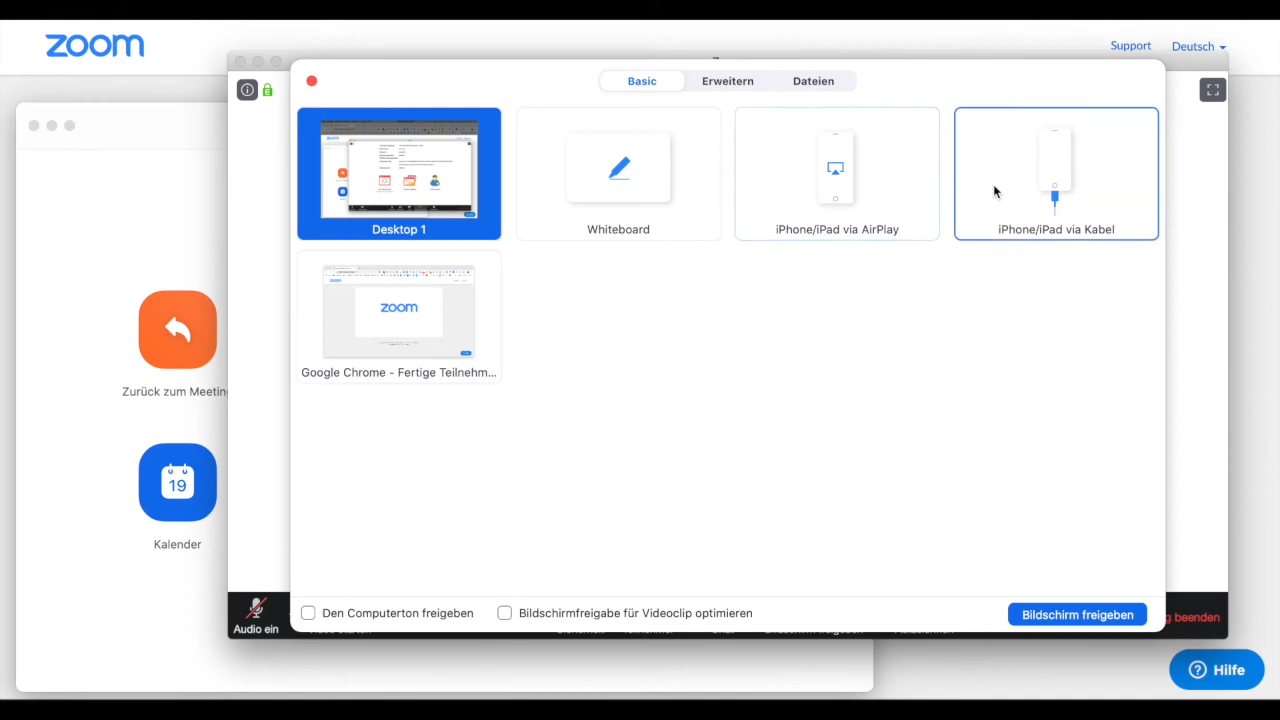 zoom
Support
Deutsch
Basic
Erweitern
Dateien
Desktop 1
Whiteboard
iPhone/iPad via AirPlay
iPhone/iPad via Kabel
zoom
Google Chrome - Fertige Teilnehm...
Zurück zum Meeting
19
Kalender
Den Computerton freigeben
Bildschirmfreigabe für Videoclip optimieren
Bildschirm freigeben
Audio ein
g beenden
Hilfe